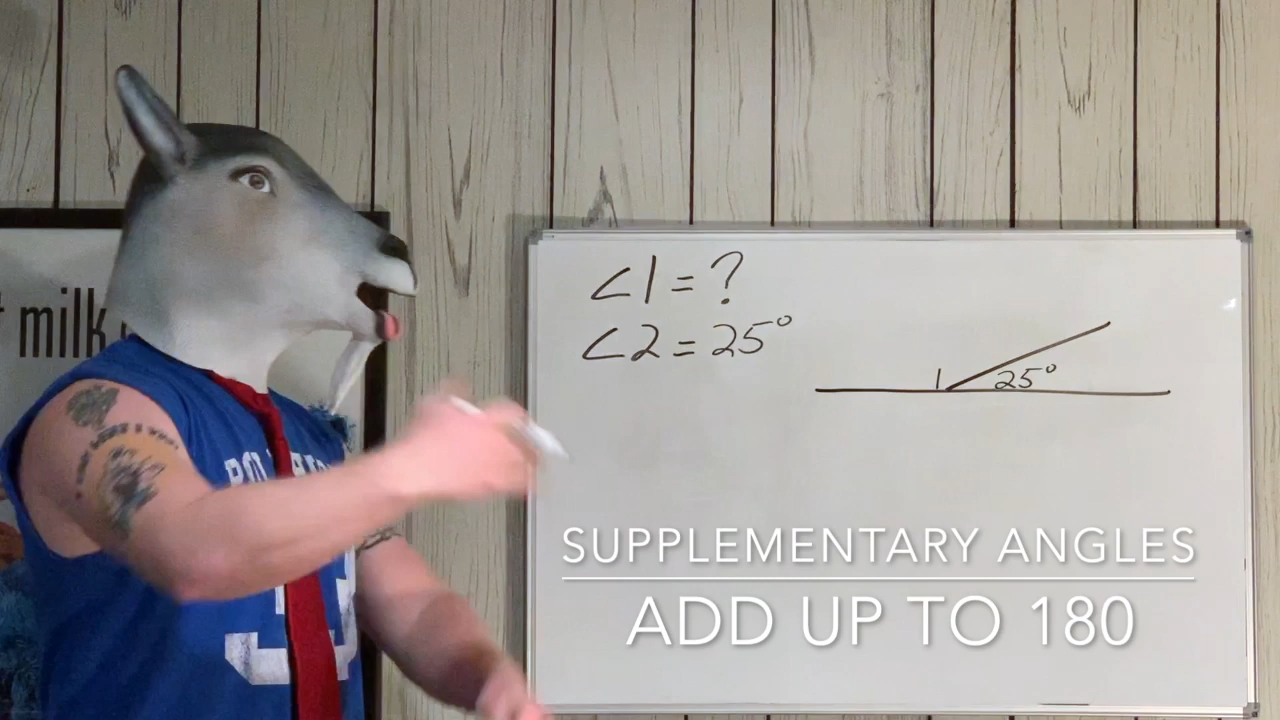 milk
∠1 = ?
∠2 = 25°
1 25°
SUPPLEMENTARY ANGLES
ADD UP TO 180